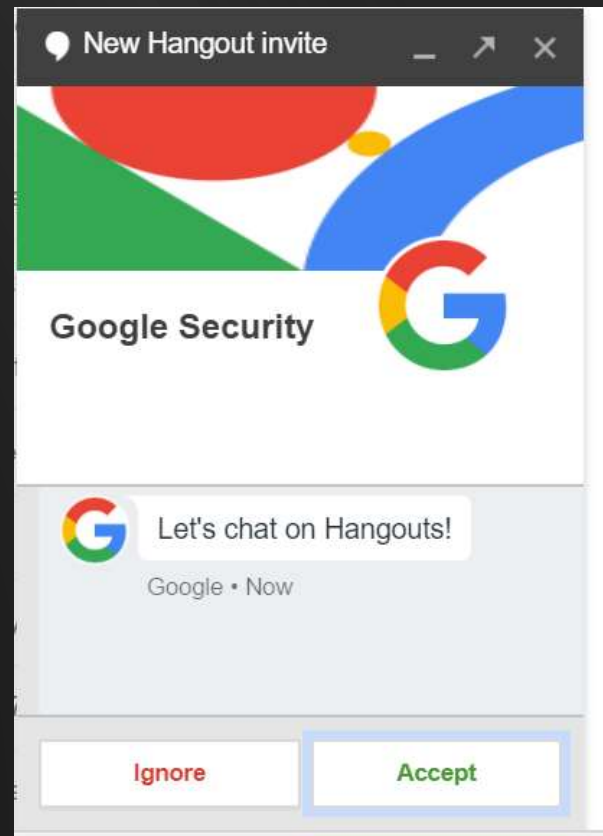 New Hangout invite
Google Security
Let's chat on Hangouts!
Google • Now
Ignore
Accept